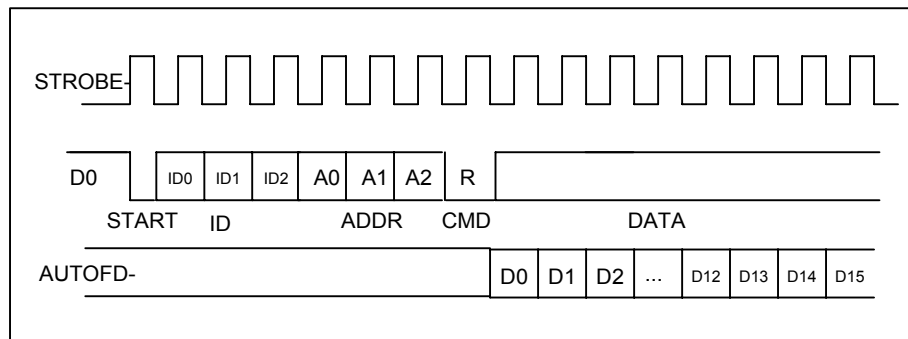 STROBE-
D0 ID0 ID1 ID2 A0 A1 A2 R
START ID ADDR CMD DATA
AUTOFD- D0 D1 D2 ... D12 D13 D14 D15